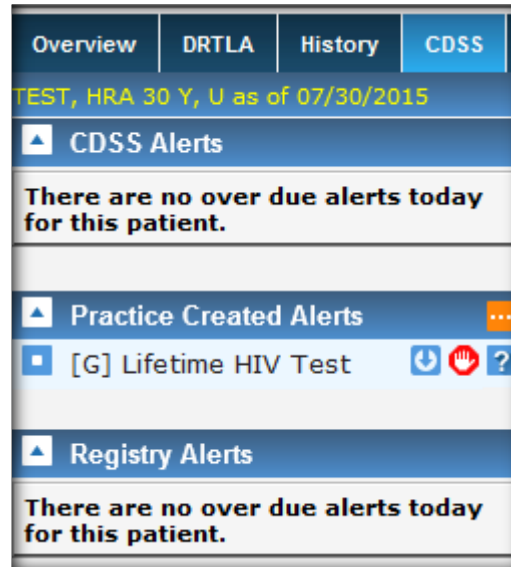 Overview DRTLA History CDSS
TEST, HRA 30 Y, U as of 07/30/2015
CDSS Alerts
There are no over due alerts today
for this patient.
Practice Created Alerts ...
[G] Lifetime HIV Test ?
Registry Alerts
There are no over due alerts today
for this patient.